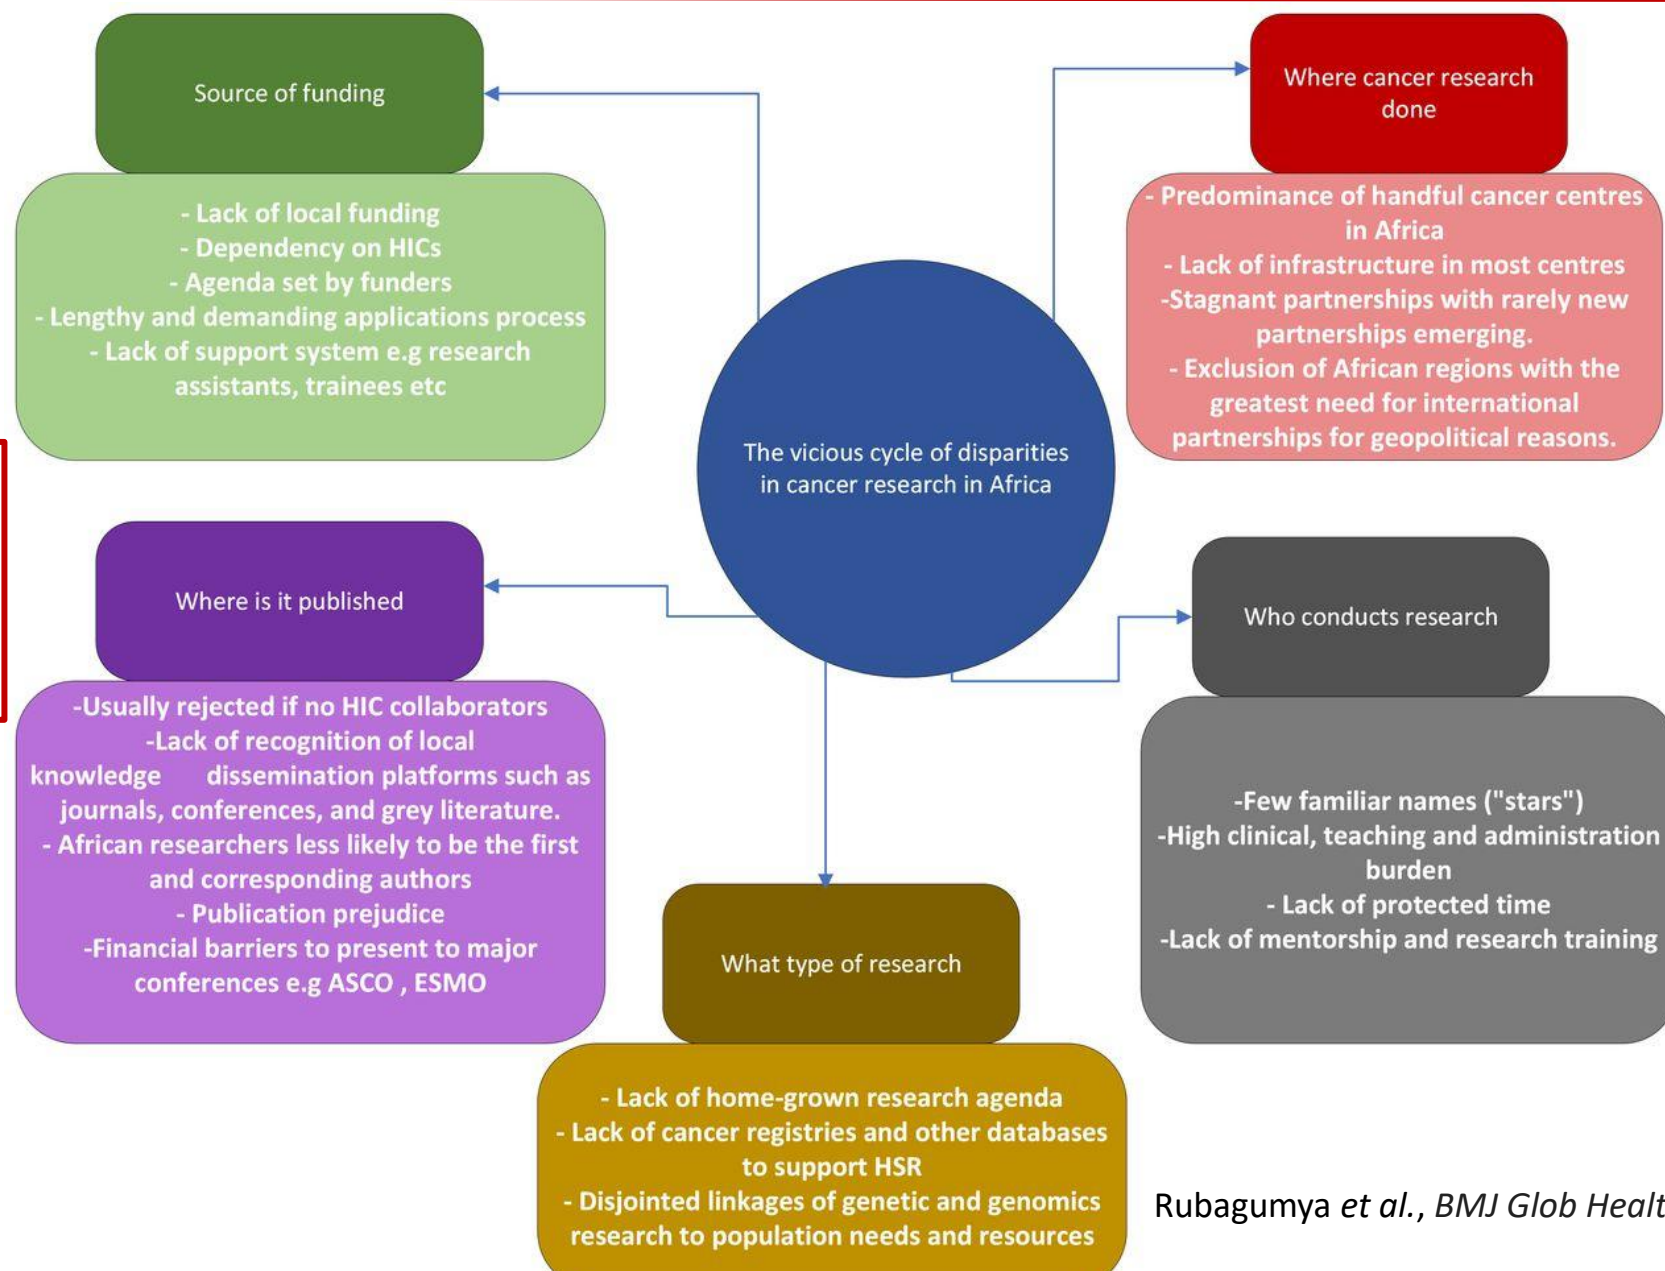 Source of funding
- Lack of local funding
- Dependency on HICs
- Agenda set by funders
- Lengthy and demanding applications process
- Lack of support system e.g research
assistants, trainees etc
Where cancer research
done
- Predominance of handful cancer centres
in Africa
- Lack of infrastructure in most centres
-Stagnant partnerships with rarely new
partnerships emerging.
- Exclusion of African regions with the
greatest need for international
partnerships for geopolitical reasons.
The vicious cycle of disparities
in cancer research in Africa
Where is it published
-Usually rejected if no HIC collaborators
-Lack of recognition of local
knowledge dissemination platforms such as
journals, conferences, and grey literature.
- African researchers less likely to be the first
and corresponding authors
- Publication prejudice
-Financial barriers to present to major
conferences e.g ASCO , ESMO
Who conducts research
-Few familiar names ("stars")
-High clinical, teaching and administration
burden
- Lack of protected time
-Lack of mentorship and research training
What type of research
- Lack of home-grown research agenda
- Lack of cancer registries and other databases
to support HSR
- Disjointed linkages of genetic and genomics
research to population needs and resources
Rubagumya et al., BMJ Glob Healt